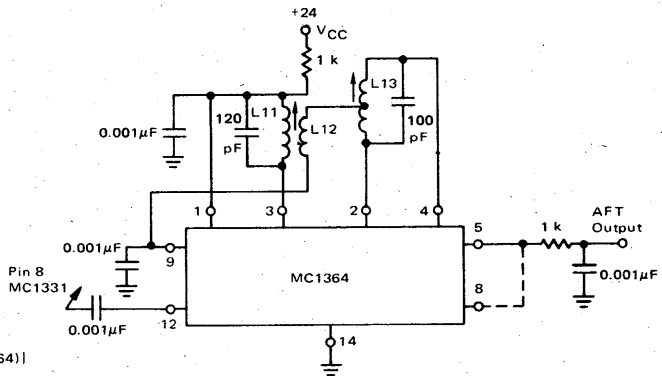 +24
VCC
1 k
L13
L11
L12
0.001µF
120
pF
100
pF
1
3
2
4
5
1 k
AFT
Output
0.001µF
9
MC1364
8
0.001µF
Pin 8
MC1331
0.001µF
12
14
64)]